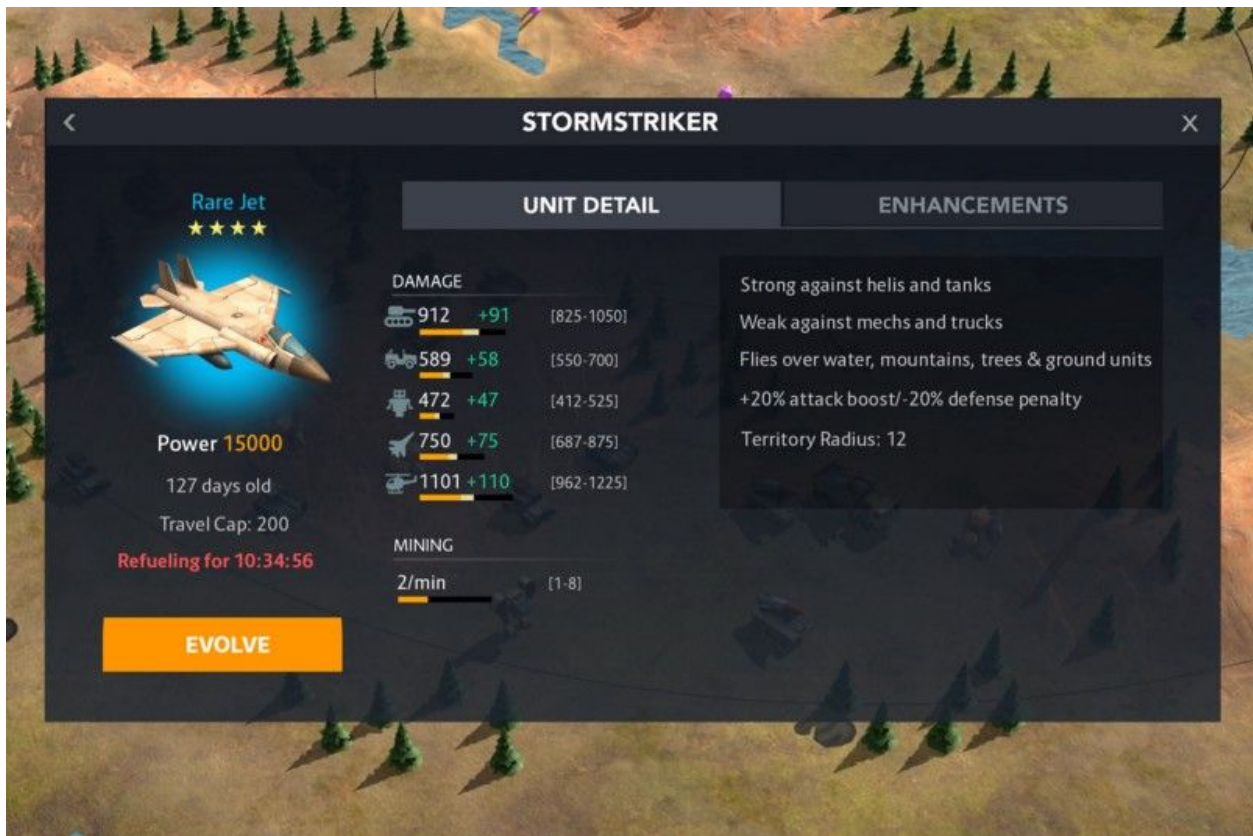 STORMSTRIKER
X
Rare Jet
Power 15000
127 days old
Travel Cap: 200
Refueling for 10:34:56
EVOLVE
UNIT DETAIL
ENHANCEMENTS
DAMAGE
912 +91 [825-1050]
589 +58 [550-700]
472 +47 [412-525]
750 +75 [687-875]
1101 +110 [962-1225]
MINING
2/min [1-8]
Strong against helis and tanks
Weak against mechs and trucks
Flies over water, mountains, trees & ground units
+20% attack boost/-20% defense penalty
Territory Radius: 12